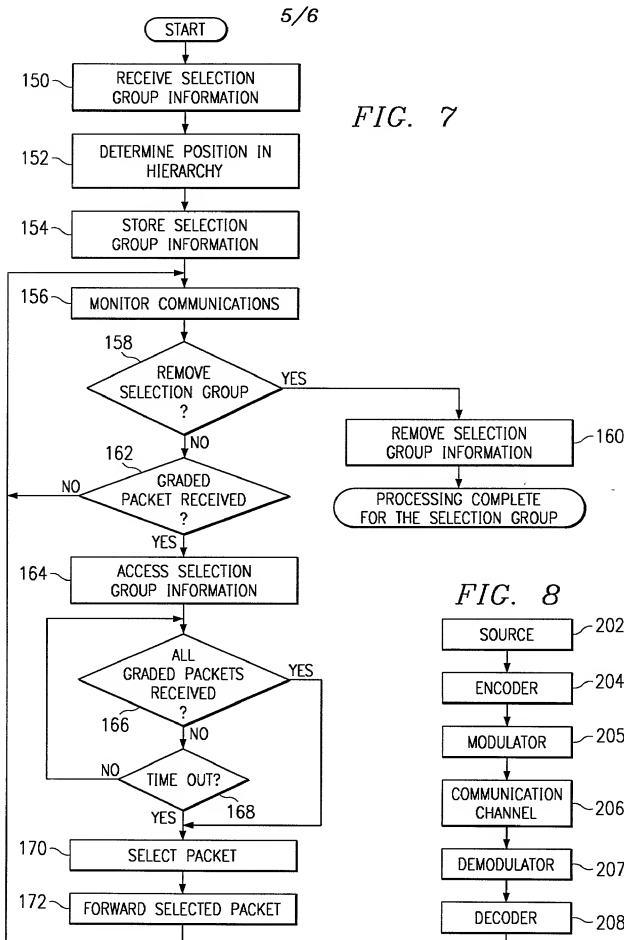 5/6
START
150
RECEIVE SELECTION
GROUP INFORMATION
FIG. 7
152
DETERMINE POSITION IN
HIERARCHY
154
STORE SELECTION
GROUP INFORMATION
156
MONITOR COMMUNICATIONS
158
REMOVE
SELECTION GROUP
?
YES
NO
REMOVE SELECTION
GROUP INFORMATION
160
PROCESSING COMPLETE
FOR THE SELECTION GROUP
162
GRADED
PACKET RECEIVED
?
NO
YES
164
ACCESS SELECTION
GROUP INFORMATION
ALL
GRADED PACKETS
RECEIVED
?
166
YES
NO
TIME OUT?
168
NO
YES
170
SELECT PACKET
172
FORWARD SELECTED PACKET
FIG. 8
SOURCE
202
ENCODER
204
MODULATOR
205
COMMUNICATION
CHANNEL
206
DEMODULATOR
207
DECODER
208